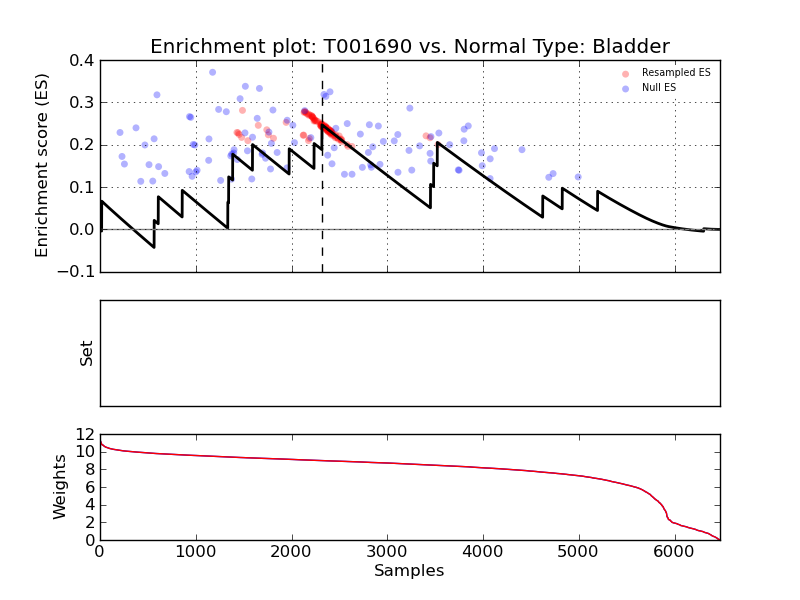 Enrichment plot: T001690 vs. Normal Type: Bladder
Enrichment score (ES)
0.4
0.3
0.2
0.1
0.0
−0.1
Resampled ES
Null ES
Set
Weights
12
10
8
6
4
2
0
0 1000 2000 3000 4000 5000 6000
Samples